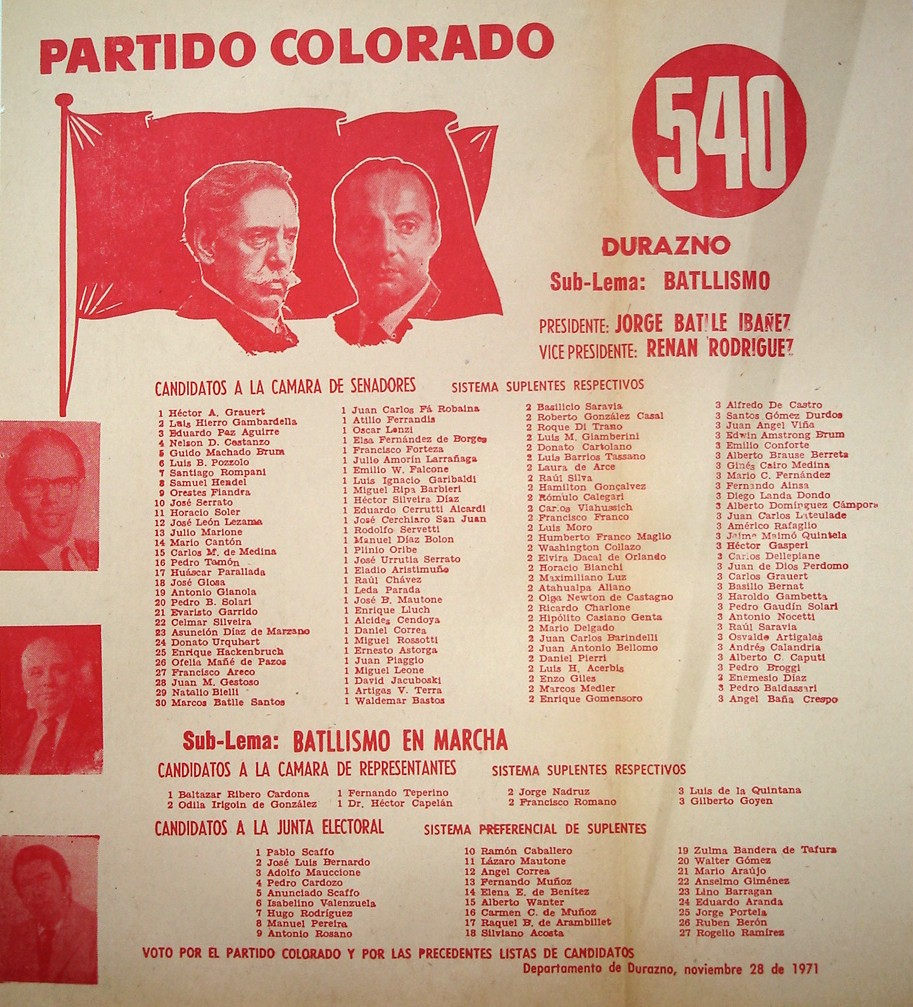 PARTIDO COLORADO
540
DURAZNO
Sub-Lema: BATLLISMO
PRESIDENTE: JORGE BATLLE IBAÑEZ
VICE PRESIDENTE: RENAN RODRIGUEZ
CANDIDATOS A LA CAMARA DE SENADORES SISTEMA SUPLENTES RESPECTIVOS
1 Héctor A. Grauert
2 Luis Hierro Gambardella
3 Eduardo Paz Aguirre
4 Nelson D. Costanzo
5 Guido Machado Brum
6 Luis B. Pozzolo
7 Santiago Rompani
8 Samuel Hendel
9 Orestes Fiandra
10 José Serrato
11 Horacio Soler
12 José León Lezama
13 Julio Marione
14 Mario Cantón
15 Carlos M. de Medina
16 Pedro Tamón
17 Huáscar Parallada
18 José Giosa
19 Antonio Gianola
20 Pedro B. Solari
21 Evaristo Garrido
22 Celmar Silveira
23 Asunción Díaz de Marzano
24 Donato Urquhart
25 Enrique Hackenbruch
26 Ofelia Mañé de Pazos
27 Francisco Areco
28 Juan M. Gestoso
29 Natalio Bielli
30 Marcos Batlle Santos
1 Juan Carlos Fá Robaina
1 Atilio Ferrandis
1 Oscar Lenzi
1 Elsa Fernández de Borges
1 Francisco Forteza
1 Julio Amorín Larrañaga
1 Emilio W. Falcone
1 Luis Ignacio Garibaldi
1 Miguel Ripa Barbieri
1 Héctor Silveira Díaz
1 Eduardo Cerrutti Aicardi
1 José Cerchiaro San Juan
1 Rodolfo Servetti
1 Manuel Díaz Bolon
1 Plinio Oribe
1 José Urrutia Serrato
1 Eladio Aristimuño
1 Raúl Chávez
1 Leda Parada
1 José B. Mautone
1 Enrique Lluch
1 Alcides Cendoya
1 Daniel Correa
1 Miguel Rossotti
1 Ernesto Astorga
1 Juan Piaggio
1 Miguel Leone
1 David Jacuboski
1 Artigas V. Terra
1 Waldemar Bastos
2 Basilicio Saravia
2 Roberto González Casal
2 Roque Di Trano
2 Luis M. Giamberini
2 Donato Cartolano
2 Luis Barrios Tassano
2 Laura de Arce
2 Raúl Silva
2 Hamilton Gonçalvez
2 Rómulo Calegari
2 Carlos Vlahussich
2 Francisco Franco
2 Luis Moro
2 Humberto Franco Maglio
2 Washington Collazo
2 Elvira Dacal de Orlando
2 Horacio Bianchi
2 Maximiliano Luz
2 Atahualpa Aliano
2 Olga Newton de Castagno
2 Ricardo Charlone
2 Hipólito Casiano Genta
2 Mario Delgado
2 Juan Carlos Barindelli
2 Juan Antonio Bellomo
2 Daniel Pierri
2 Luis H. Acerbis
2 Enzo Giles
2 Marcos Medler
2 Enrique Gomensoro
3 Alfredo De Castro
3 Santos Gómez Durdos
3 Juan Angel Viña
3 Edwin Amstrong Brum
3 Emilio Conforte
3 Alberto Brause Berreta
3 Ginés Cairo Medina
3 Mario C. Fernández
3 Fernando Ainsa
3 Diego Landa Dondo
3 Alberto Domínguez Cámpora
3 Juan Carlos Lateulade
3 Américo Rafaglio
3 Jaime Maimó Quintela
3 Héctor Gasperi
3 Carlos Dellepiane
3 Juan de Dios Perdomo
3 Carlos Grauert
3 Basilio Bernat
3 Haroldo Gambetta
3 Pedro Gaudín Solari
3 Antonio Nocetti
3 Raúl Saravia
3 Osvaldo Artigalas
3 Andrés Calandria
3 Alberto C. Caputi
3 Pedro Broggi
2 Enemesio Díaz
3 Pedro Baldassari
3 Angel Baña Crespo
Sub-Lema: BATLLISMO EN MARCHA
CANDIDATOS A LA CAMARA DE REPRESENTANTES SISTEMA SUPLENTES RESPECTIVOS
1 Baltazar Ribero Cardona
2 Odila Irigoin de González
1 Fernando Teperino
1 Dr. Héctor Capelán
2 Jorge Nadruz
2 Francisco Romano
3 Luis de la Quintana
3 Gilberto Goyen
CANDIDATOS A LA JUNTA ELECTORAL SISTEMA PREFERENCIAL DE SUPLENTES
1 Pablo Scaffo
2 José Luis Bernardo
3 Adolfo Mauccione
4 Pedro Cardozo
5 Anunciado Scaffo
6 Isabelino Valenzuela
7 Hugo Rodríguez
8 Manuel Pereira
9 Antonio Rosano
10 Ramón Caballero
11 Lázaro Mautone
12 Angel Correa
13 Fernando Muñoz
14 Elena E. de Benítez
15 Alberto Wanter
16 Carmen C. de Muñoz
17 Raquel B. de Arambillet
18 Silviano Acosta
19 Zulma Bandera de Tafura
20 Walter Gómez
21 Mario Araújo
22 Anselmo Giménez
23 Lino Barragan
24 Eduardo Aranda
25 Jorge Portela
26 Ruben Berón
27 Rogelio Ramírez
VOTO POR EL PARTIDO COLORADO Y POR LAS PRECEDENTES LISTAS DE CANDIDATOS
Departamento de Durazno, noviembre 28 de 1971